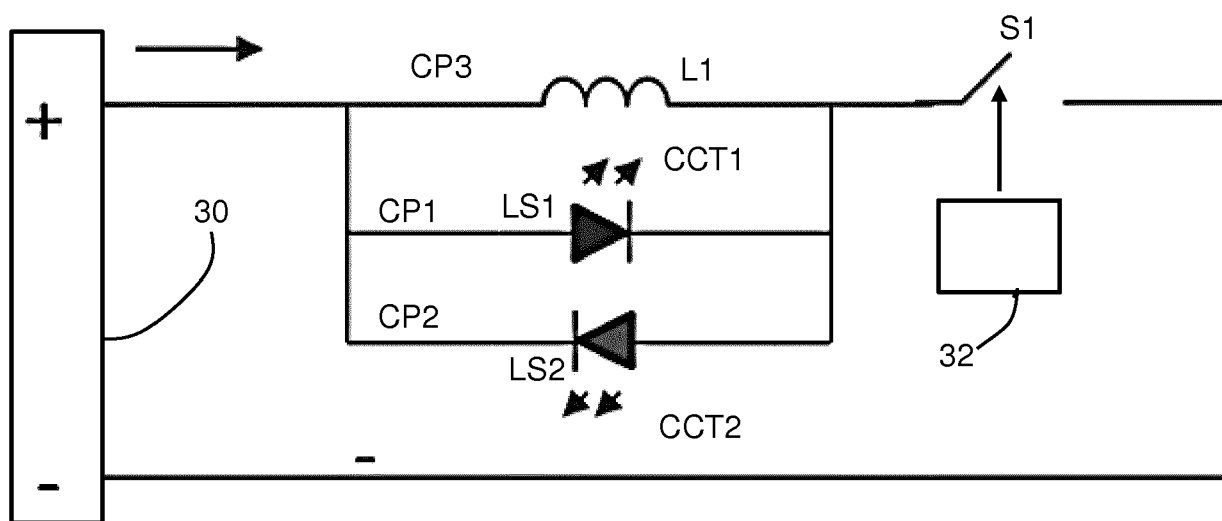 S1
CP3
L1
+
CCT1
30
CP1
LS1
CP2
32
LS2
CCT2
-
-